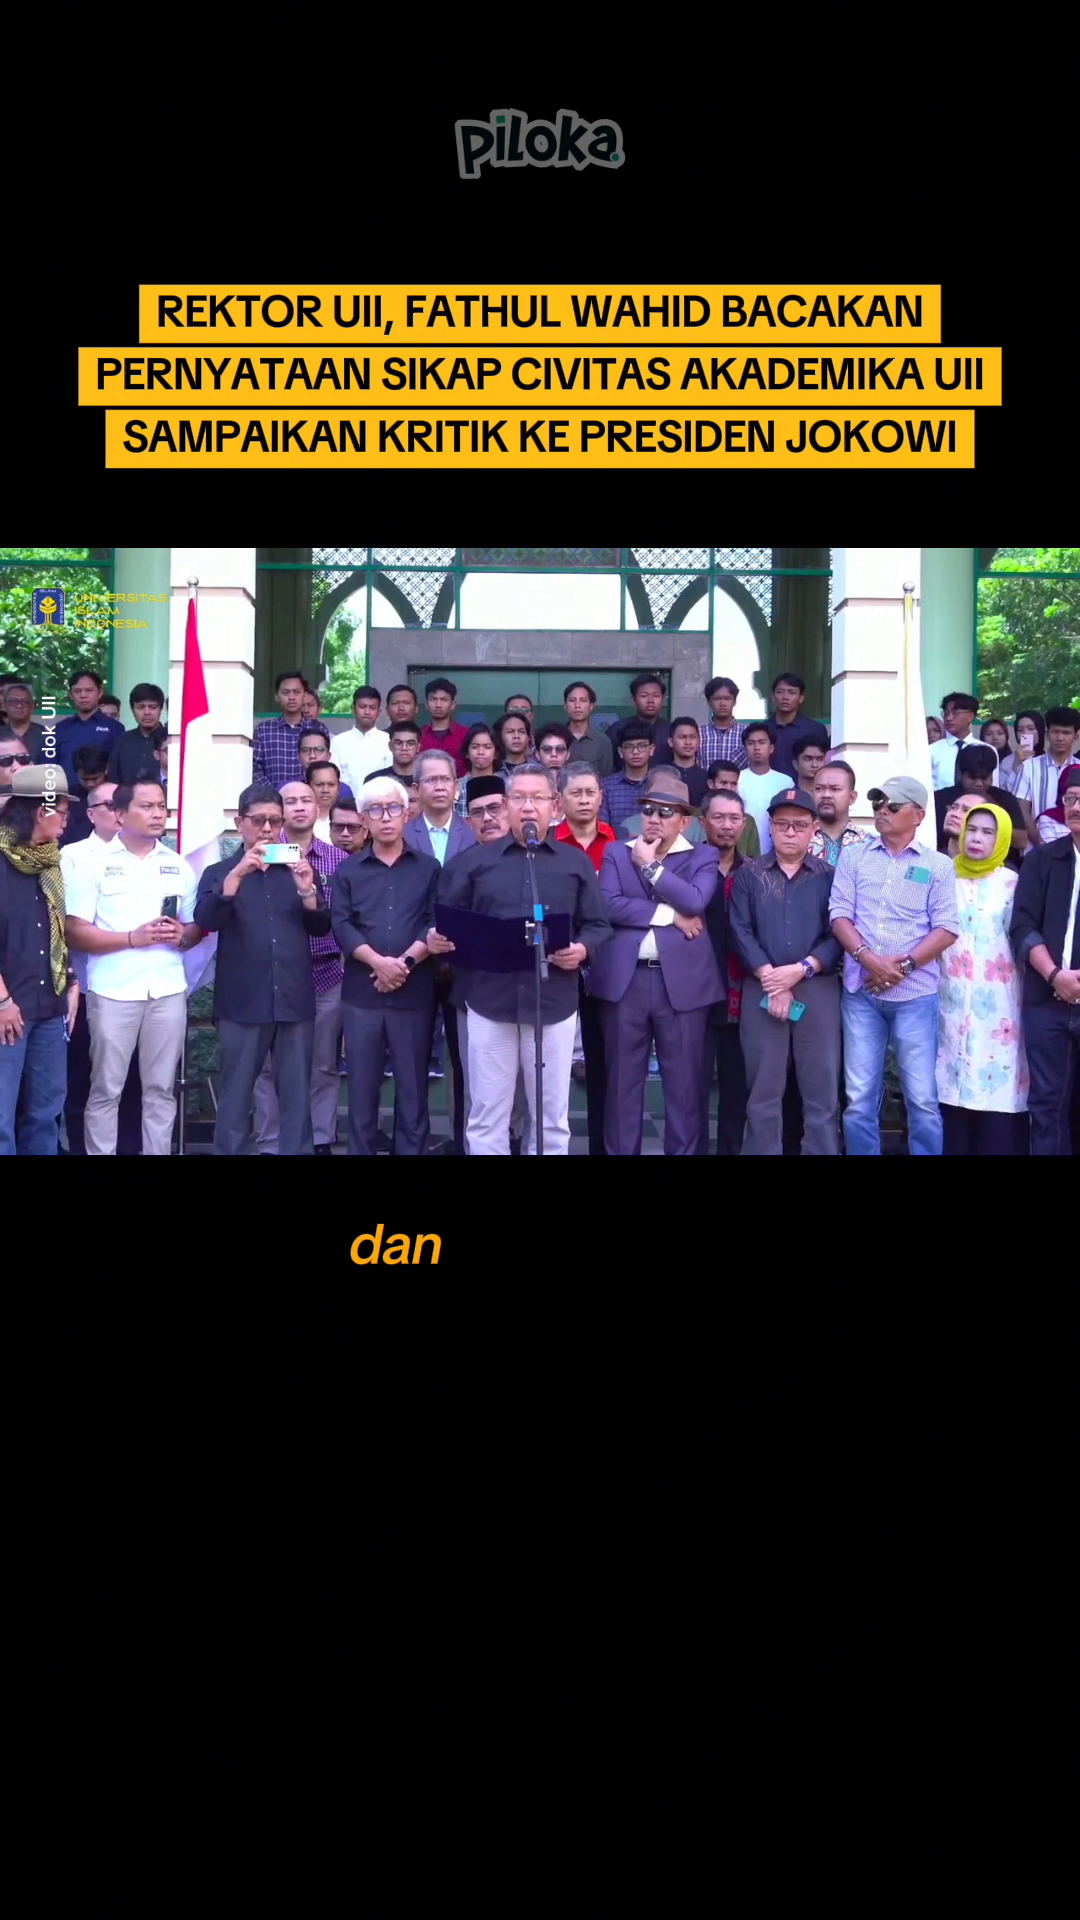 piloka
REKTOR UII, FATHUL WAHID BACAKAN
PERNYATAAN SIKAP CIVITAS AKADEMIKA UII
SAMPAIKAN KRITIK KE PRESIDEN JOKOWI
UNIVERSITAS
ISLAM
INDONESIA
video: dok UII
dan